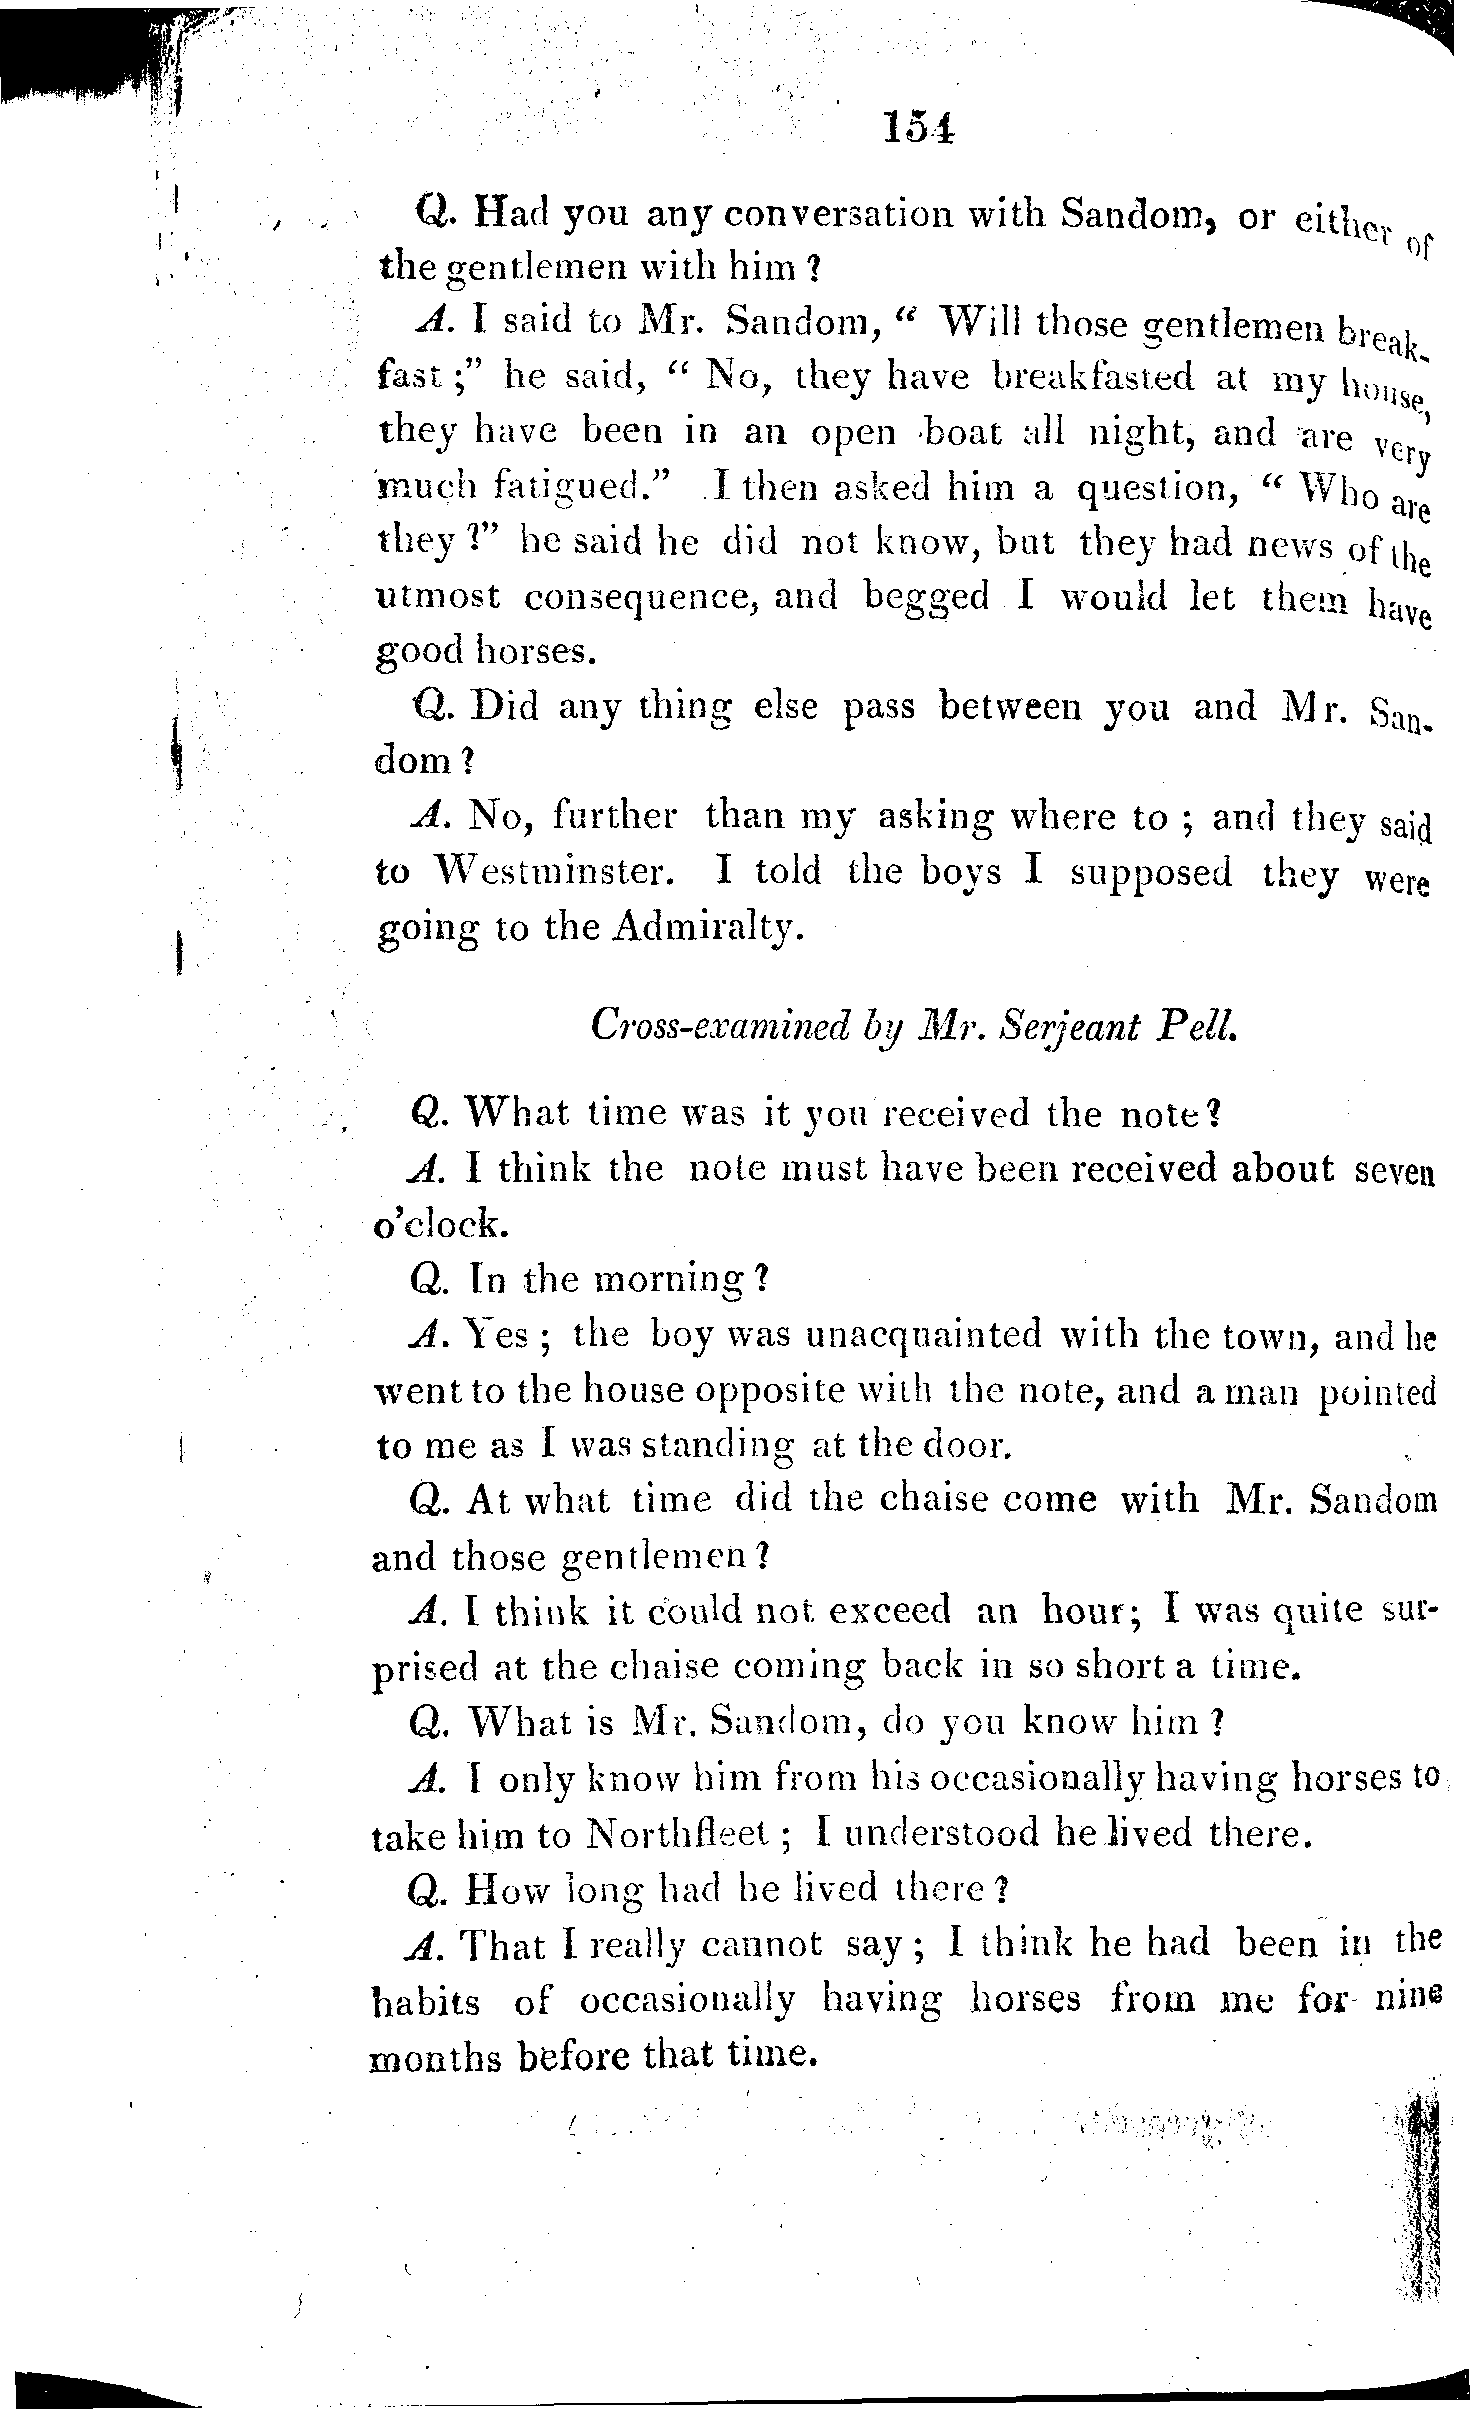 154
Q. Had you any conversation with Sandom, or either of
the gentlemen with him ?
A. I said to Mr. Sandom, “ Will those gentlemen break-
fast ;” he said, “ No, they have breakfasted at my house,
they have been in an open boat all night, and are very
much fatigued.” I then asked him a question, “ Who are
they ?” he said he did not know, but they had news of the
utmost consequence, and begged I would let them have
good horses.
Q. Did any thing else pass between you and Mr. San-
dom ?
A. No, further than my asking where to ; and they said
to Westminster. I told the boys I supposed they were
going to the Admiralty.
Cross-examined by Mr. Serjeant Pell.
Q. What time was it you received the note?
A. I think the note must have been received about seven
o’clock.
Q. In the morning ?
A. Yes ; the boy was unacquainted with the town, and he
went to the house opposite with the note, and a man pointed
to me as I was standing at the door.
Q. At what time did the chaise come with Mr. Sandom
and those gentlemen ?
A. I think it could not exceed an hour; I was quite sur-
prised at the chaise coming back in so short a time.
Q. What is Mr. Sandom, do you know him ?
A. I only know him from his occasionally having horses to
take him to Northfleet ; I understood he lived there.
Q. How long had he lived there ?
A. That I really cannot say ; I think he had been in the
habits of occasionally having horses from me for nine
months before that time.